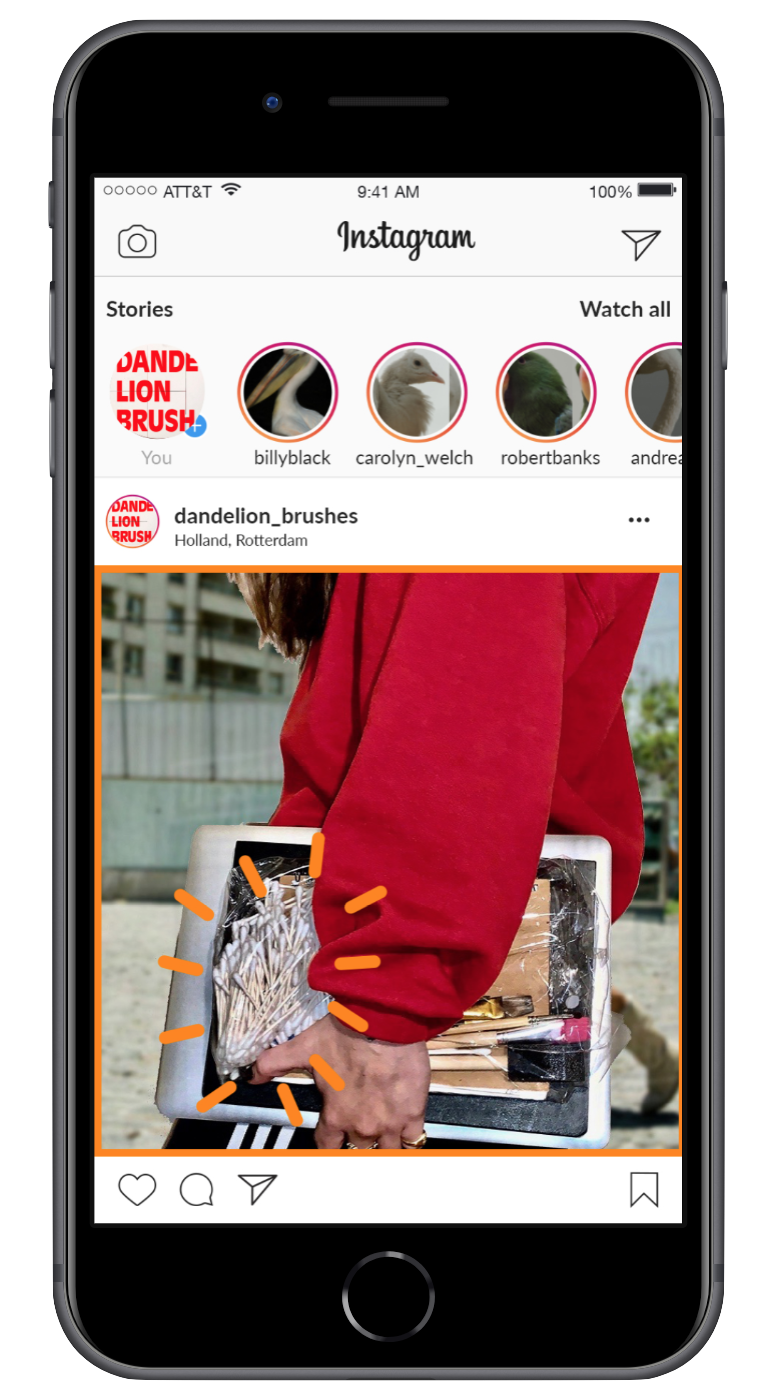 ATT&T 9:41 AM 100%
Instagram
Stories Watch all
DANDE
LION
BRUSH
You billyblack carolyn_welch robertbanks andrea
DANDE
LION
BRUSH
dandelion_brushes
Holland, Rotterdam